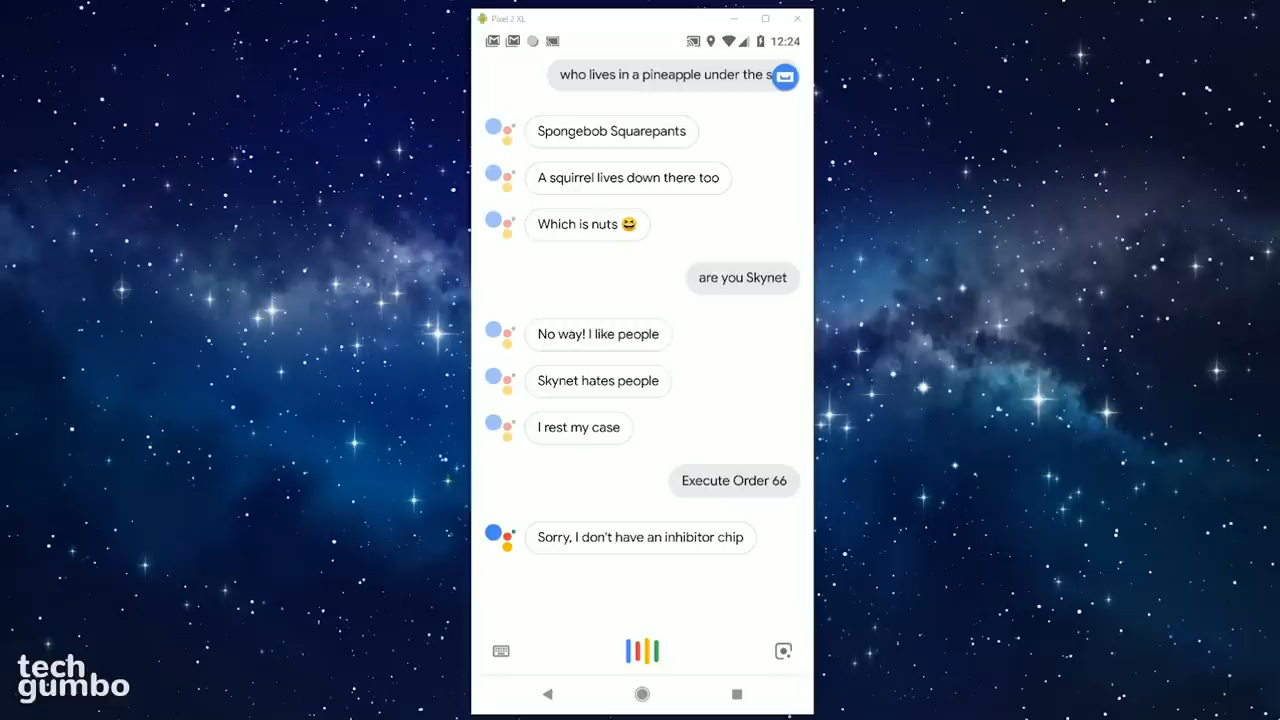 Pixel 2 XL
12:24
who lives in a pineapple under the s
Spongebob Squarepants
A squirrel lives down there too
Which is nuts 😆
are you Skynet
No way! I like people
Skynet hates people
I rest my case
Execute Order 66
Sorry, I don't have an inhibitor chip
tech
gumbo